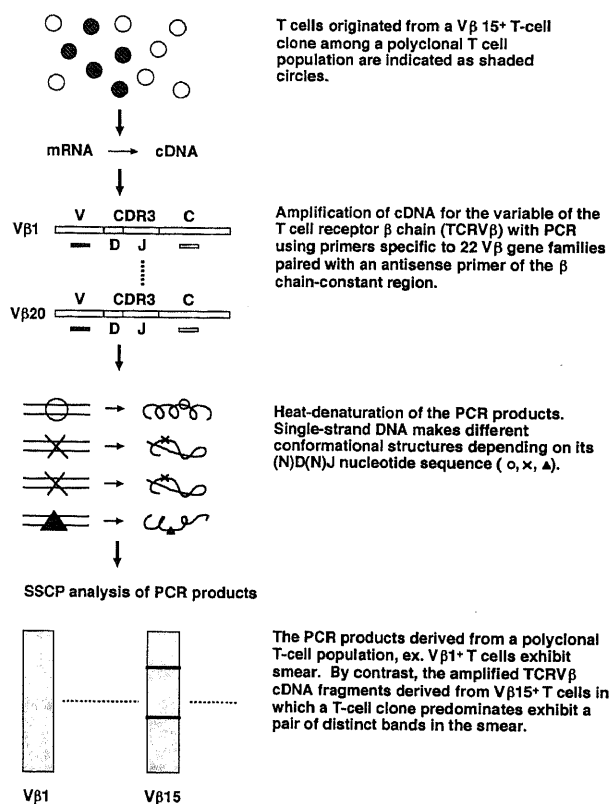 T cells originated from a Vβ 15+ T-cell
clone among a polyclonal T cell
population are indicated as shaded
circles.
mRNA → cDNA
V CDR3 C
Vβ1
D J
Amplification of cDNA for the variable of the
T cell receptor β chain (TCRVβ) with PCR
using primers specific to 22 Vβ gene families
paired with an antisense primer of the β
chain-constant region.
V CDR3 C
Vβ20
D J
Heat-denaturation of the PCR products.
Single-strand DNA makes different
conformational structures depending on its
(N)D(N)J nucleotide sequence ( o, ×, ▲).
SSCP analysis of PCR products
The PCR products derived from a polyclonal
T-cell population, ex. Vβ1+ T cells exhibit
smear. By contrast, the amplified TCRVβ
cDNA fragments derived from Vβ15+ T cells in
which a T-cell clone predominates exhibit a
pair of distinct bands in the smear.
Vβ1 Vβ15